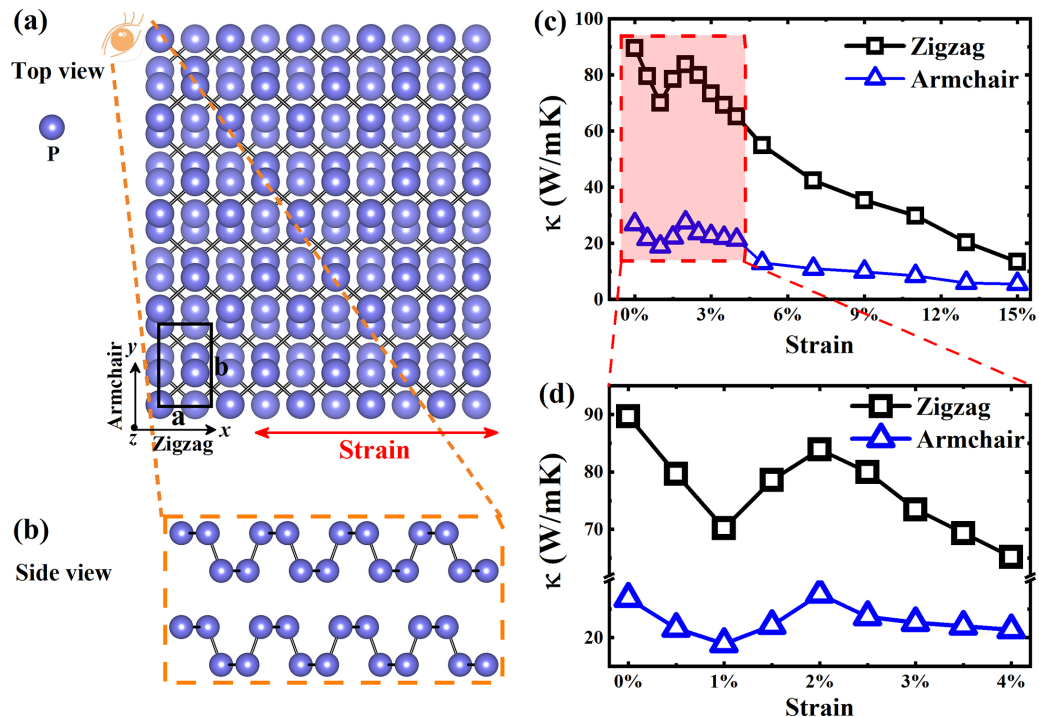 (a)
Top view
P
y
Armchair
b
a
z
Zigzag
x
Strain
(b)
Side view
(c)
100
80
60
40
20
0
κ (W/mK)
Zigzag
Armchair
0%
3%
6%
9%
12%
15%
Strain
(d)
90
80
70
20
κ (W/mK)
Zigzag
Armchair
0%
1%
2%
3%
4%
Strain